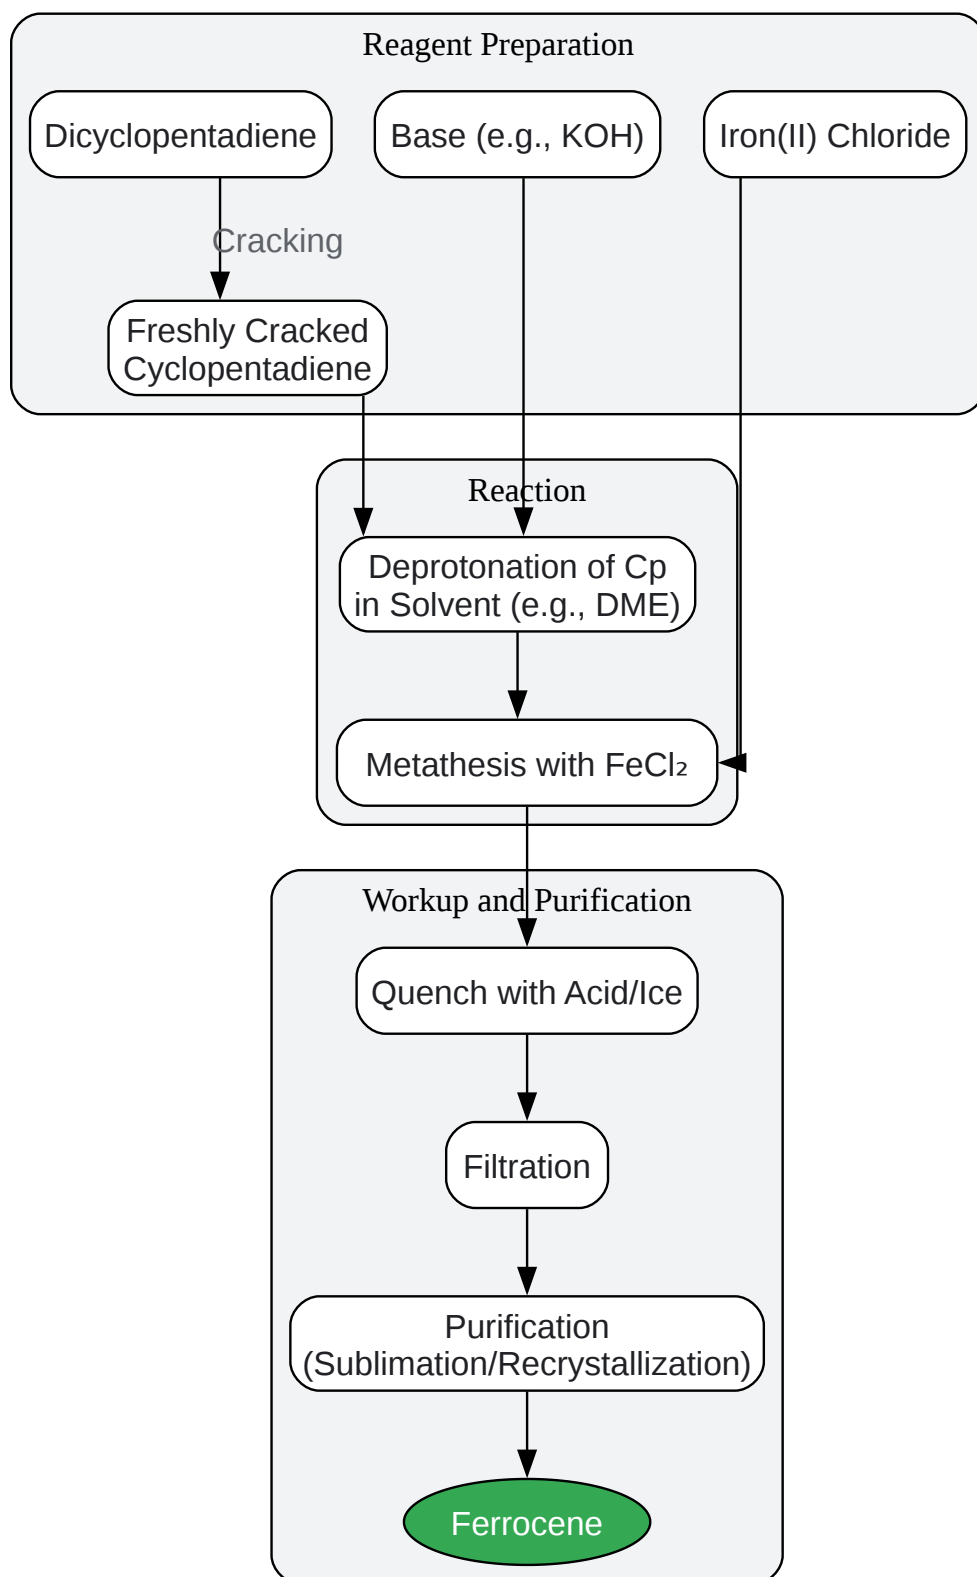 Reagent Preparation
Dicyclopentadiene
Base (e.g., KOH)
Iron(II) Chloride
Cracking
Freshly Cracked
Cyclopentadiene
Reaction
Deprotonation of Cp
in Solvent (e.g., DME)
Metathesis with FeCl₂
Workup and Purification
Quench with Acid/Ice
Filtration
Purification
(Sublimation/Recrystallization)
Ferrocene